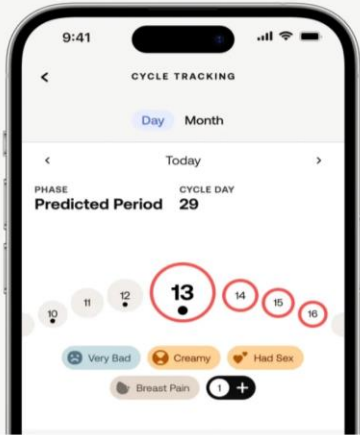 9:41
CYCLE TRACKING
Day Month
Today
PHASE CYCLE DAY
Predicted Period 29
10 11 12 13 14 15 16
Very Bad Creamy Had Sex
Breast Pain 1 +